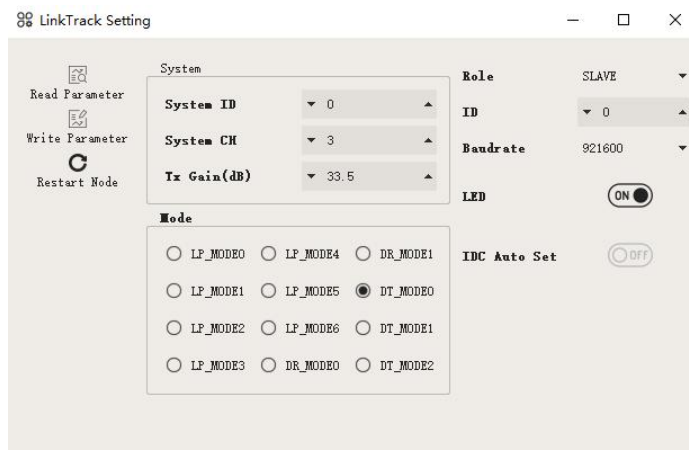 LinkTrack Setting
Read Parameter
Write Parameter
Restart Node
System
System ID 0
System CH 3
Tx Gain(dB) 33.5
Mode
LP_MODE0 LP_MODE4 DR_MODE1
LP_MODE1 LP_MODE5 DT_MODE0
LP_MODE2 LP_MODE6 DT_MODE1
LP_MODE3 DR_MODE0 DT_MODE2
Role SLAVE
ID 0
Baudrate 921600
LED ON
IDC Auto Set OFF